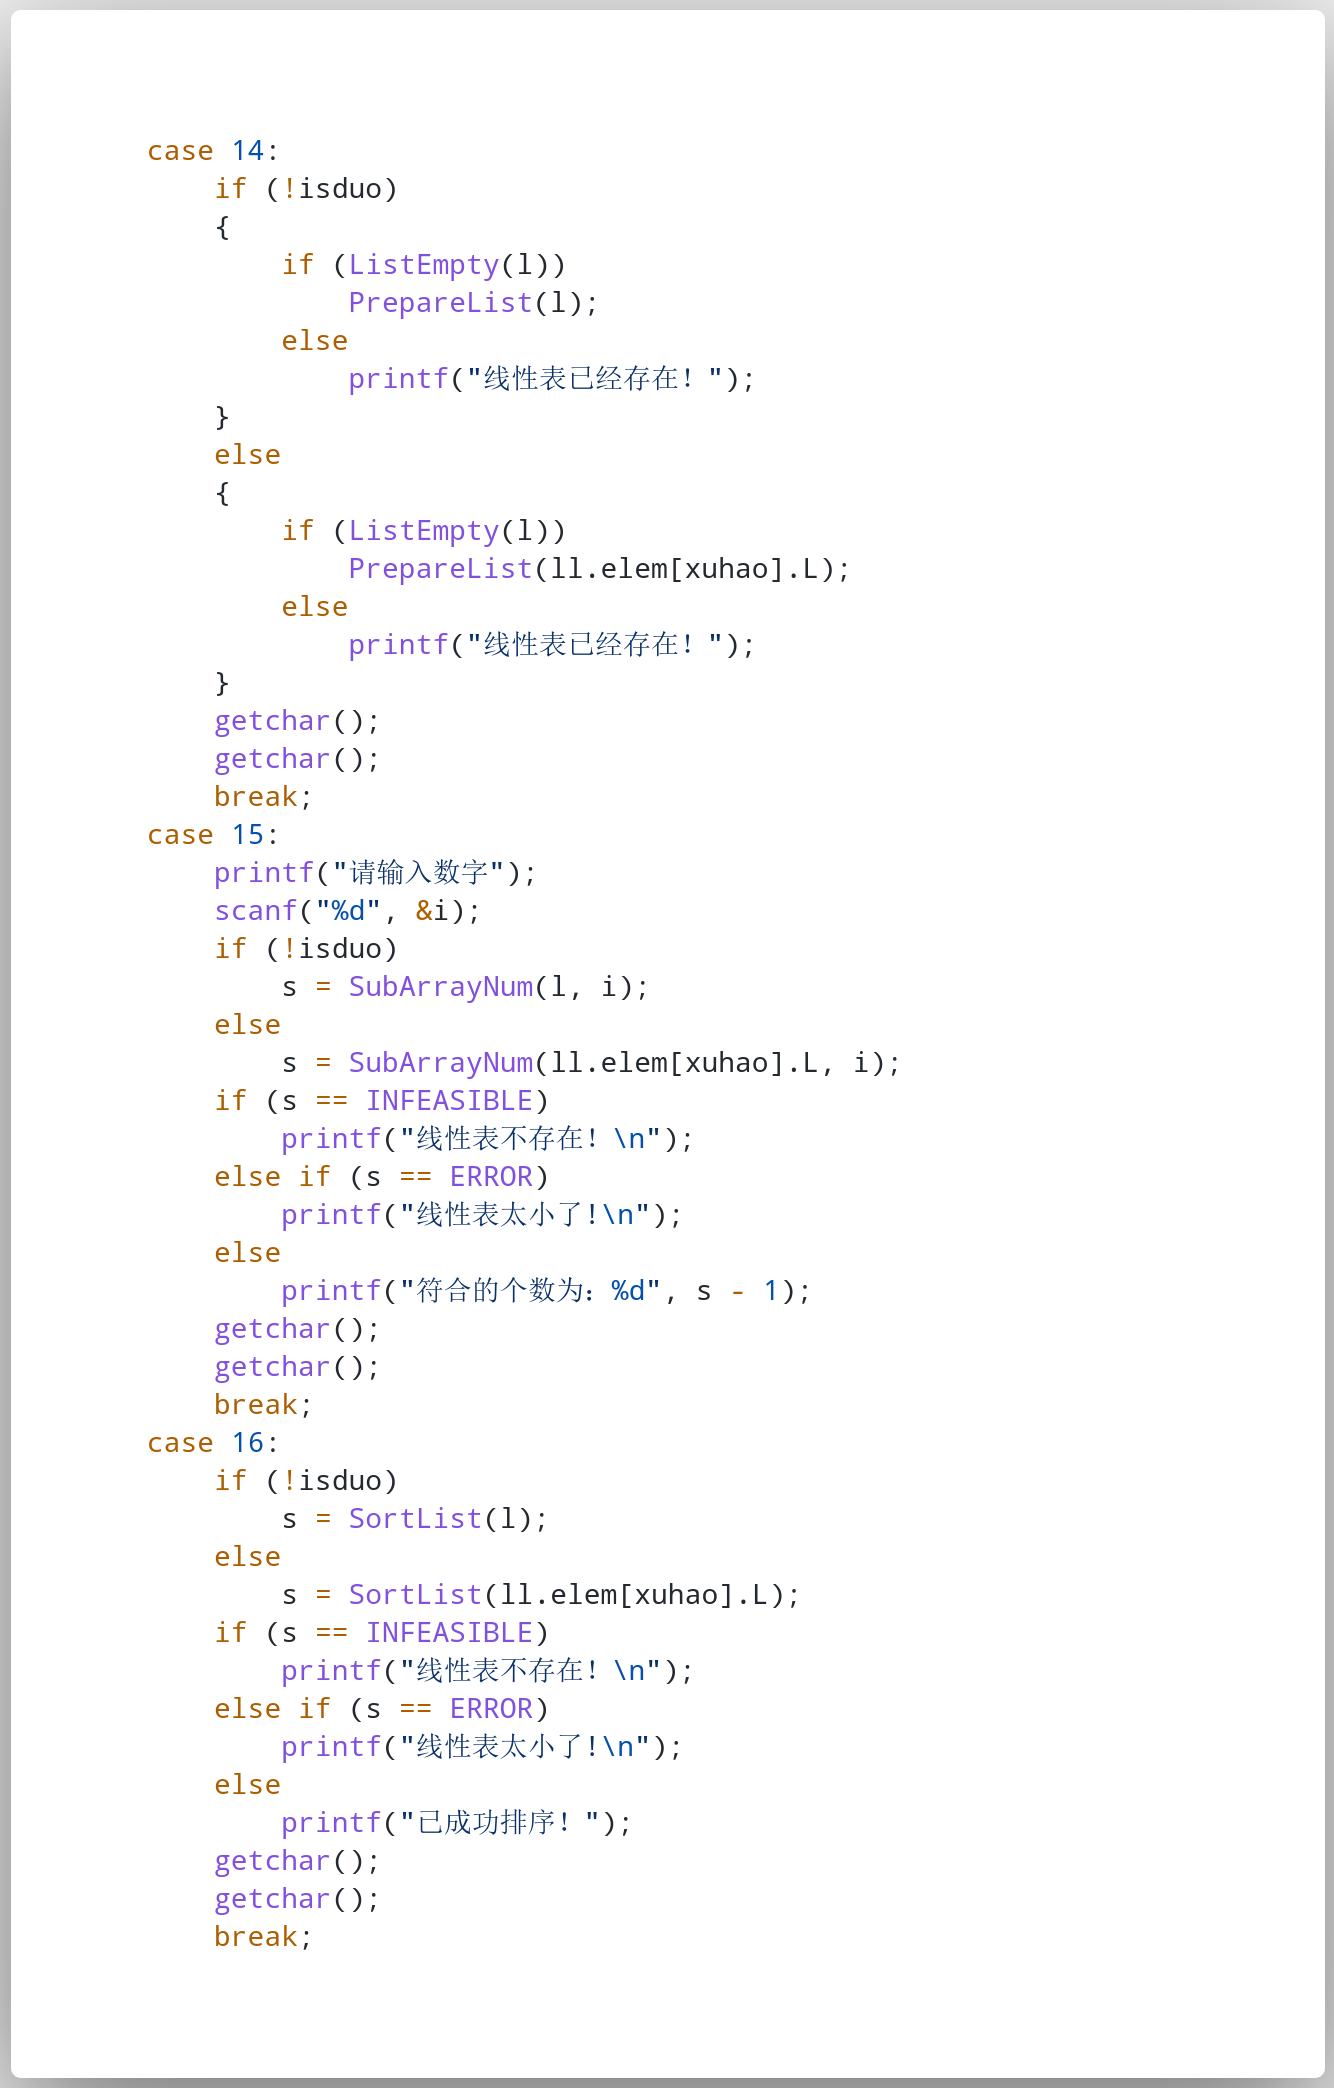 case 14:
    if (!isduo)
    {
        if (ListEmpty(l))
            PrepareList(l);
        else
            printf("线性表已经存在！");
    }
    else
    {
        if (ListEmpty(l))
            PrepareList(ll.elem[xuhao].L);
        else
            printf("线性表已经存在！");
    }
    getchar();
    getchar();
    break;
case 15:
    printf("请输入数字");
    scanf("%d", &i);
    if (!isduo)
        s = SubArrayNum(l, i);
    else
        s = SubArrayNum(ll.elem[xuhao].L, i);
    if (s == INFEASIBLE)
        printf("线性表不存在！\n");
    else if (s == ERROR)
        printf("线性表太小了!\n");
    else
        printf("符合的个数为：%d", s - 1);
    getchar();
    getchar();
    break;
case 16:
    if (!isduo)
        s = SortList(l);
    else
        s = SortList(ll.elem[xuhao].L);
    if (s == INFEASIBLE)
        printf("线性表不存在！\n");
    else if (s == ERROR)
        printf("线性表太小了!\n");
    else
        printf("已成功排序！");
    getchar();
    getchar();
    break;